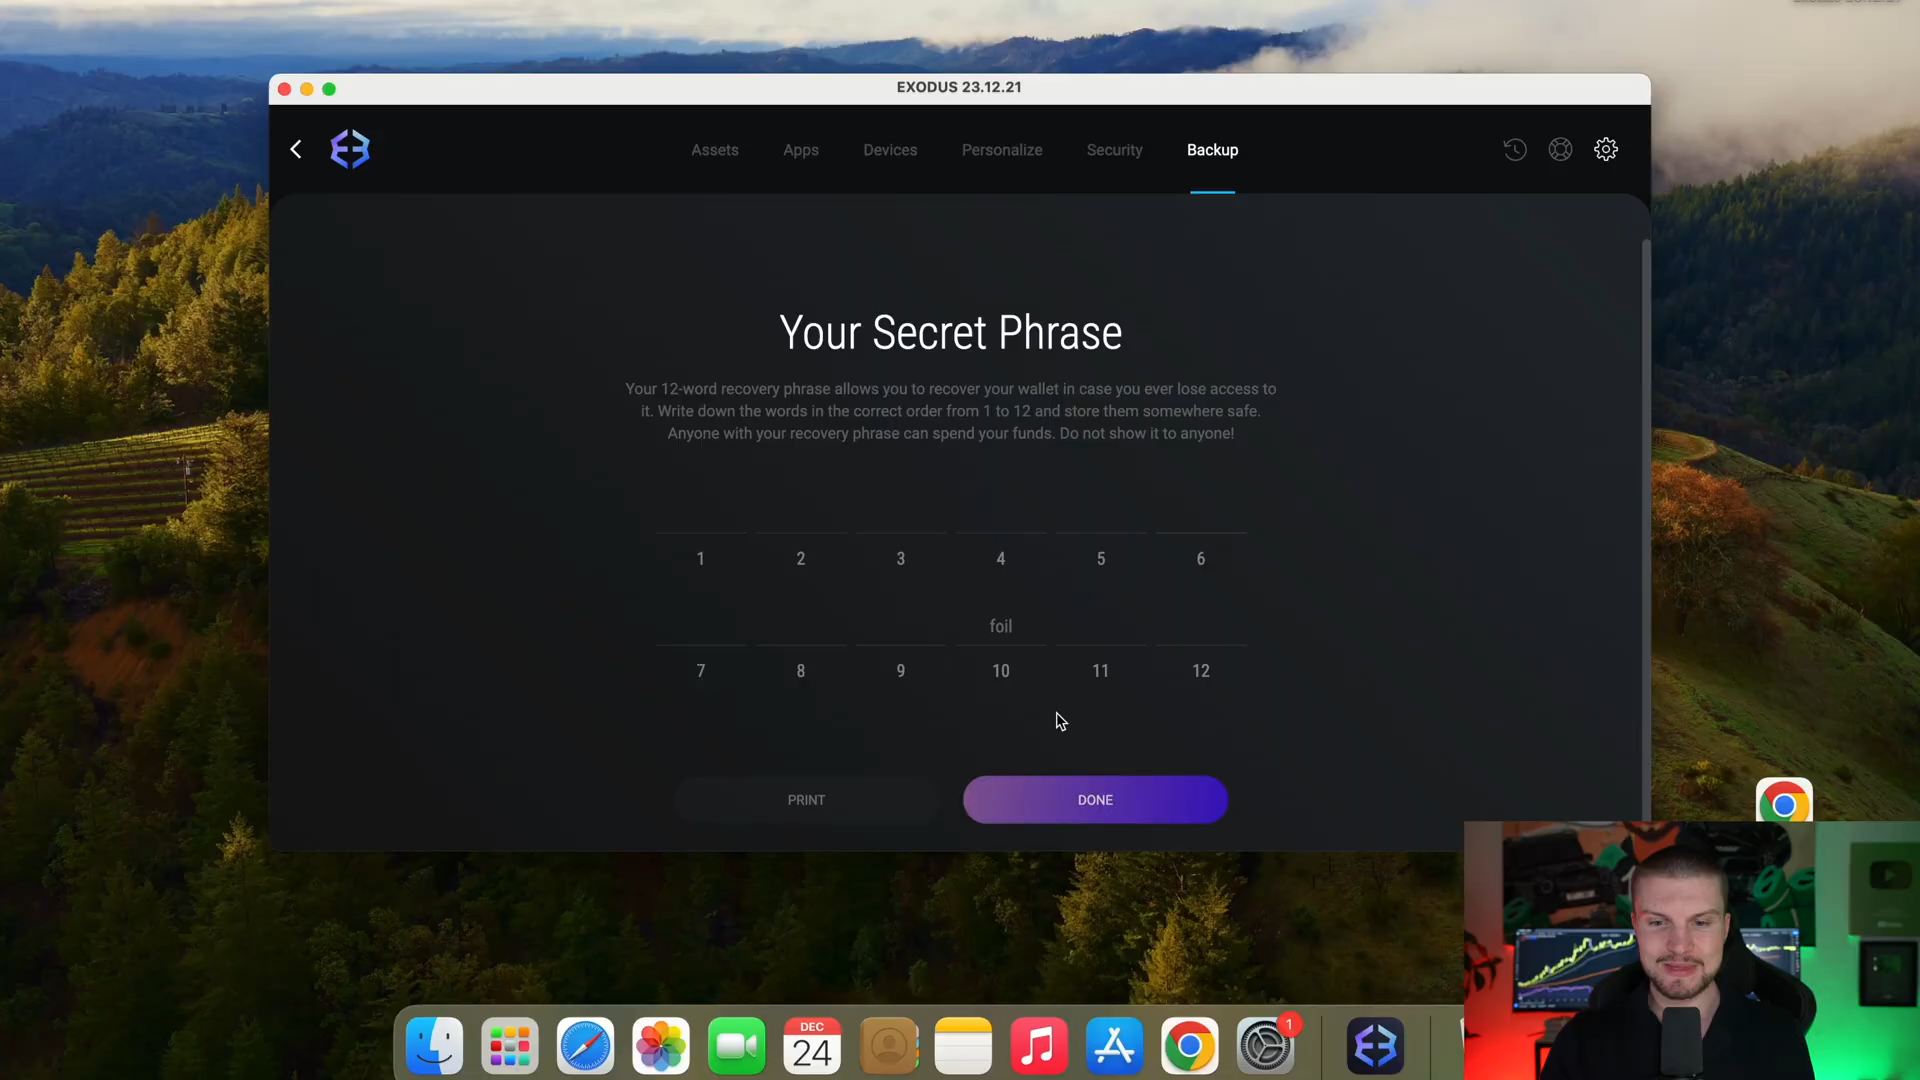 EXODUS 23.12.21
Assets Apps Devices Personalize Security Backup
Your Secret Phrase
Your 12-word recovery phrase allows you to recover your wallet in case you ever lose access to
it. Write down the words in the correct order from 1 to 12 and store them somewhere safe.
Anyone with your recovery phrase can spend your funds. Do not show it to anyone!
1 2 3 4 5 6
foil
7 8 9 10 11 12
PRINT DONE
DEC
24
1